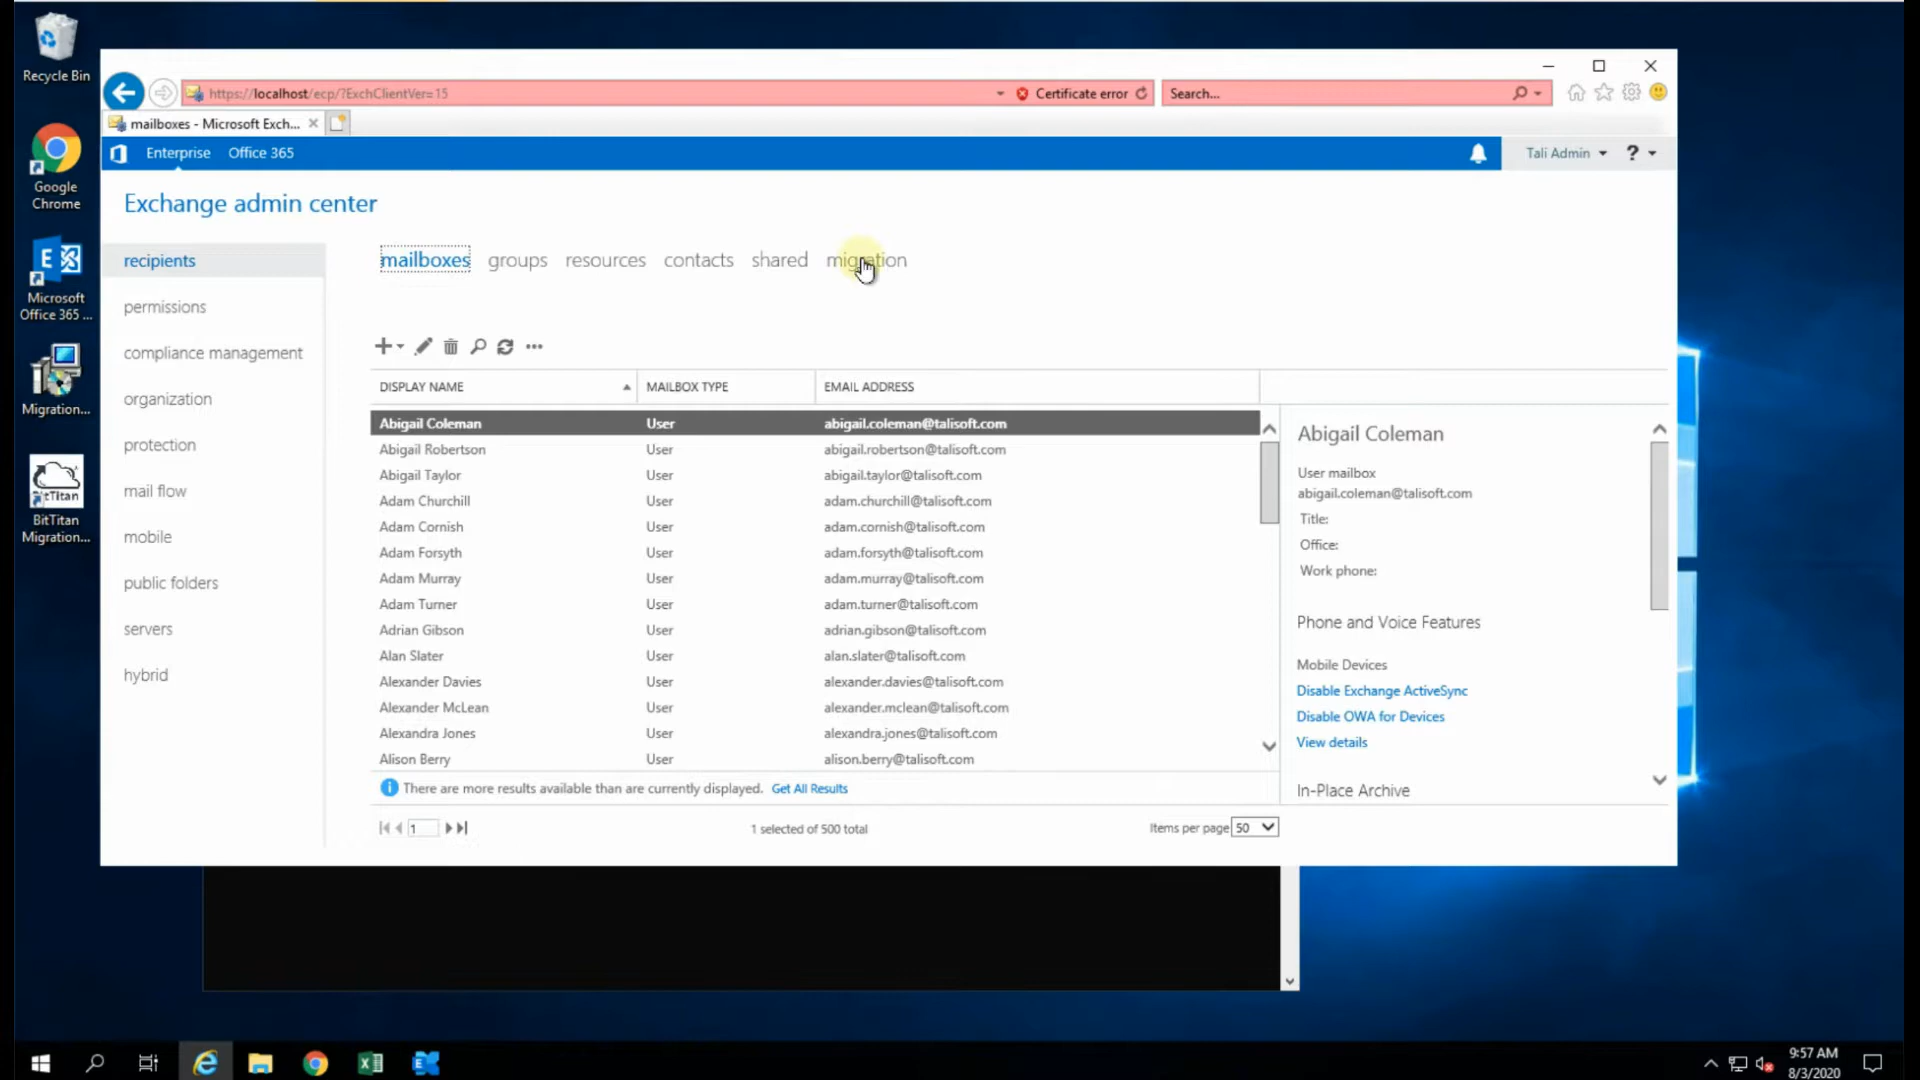 Recycle Bin
Google
Chrome
Microsoft
Office 365 ...
Migration...
BitTitan
BitTitan
Migration...
https://localhost/ecp/?ExchClientVer=15
Certificate error
Search...
mailboxes - Microsoft Exch...
Enterprise
Office 365
Tali Admin
?
Exchange admin center
recipients
permissions
compliance management
organization
protection
mail flow
mobile
public folders
servers
hybrid
mailboxes
groups
resources
contacts
shared
migration
DISPLAY NAME
MAILBOX TYPE
EMAIL ADDRESS
Abigail Coleman User abigail.coleman@talisoft.com
Abigail Robertson User abigail.robertson@talisoft.com
Abigail Taylor User abigail.taylor@talisoft.com
Adam Churchill User adam.churchill@talisoft.com
Adam Cornish User adam.cornish@talisoft.com
Adam Forsyth User adam.forsyth@talisoft.com
Adam Murray User adam.murray@talisoft.com
Adam Turner User adam.turner@talisoft.com
Adrian Gibson User adrian.gibson@talisoft.com
Alan Slater User alan.slater@talisoft.com
Alexander Davies User alexander.davies@talisoft.com
Alexander McLean User alexander.mclean@talisoft.com
Alexandra Jones User alexandra.jones@talisoft.com
Alison Berry User alison.berry@talisoft.com
There are more results available than are currently displayed. Get All Results
1
1 selected of 500 total
Items per page 50
Abigail Coleman
User mailbox
abigail.coleman@talisoft.com
Title:
Office:
Work phone:
Phone and Voice Features
Mobile Devices
Disable Exchange ActiveSync
Disable OWA for Devices
View details
In-Place Archive
9:57 AM
8/3/2020